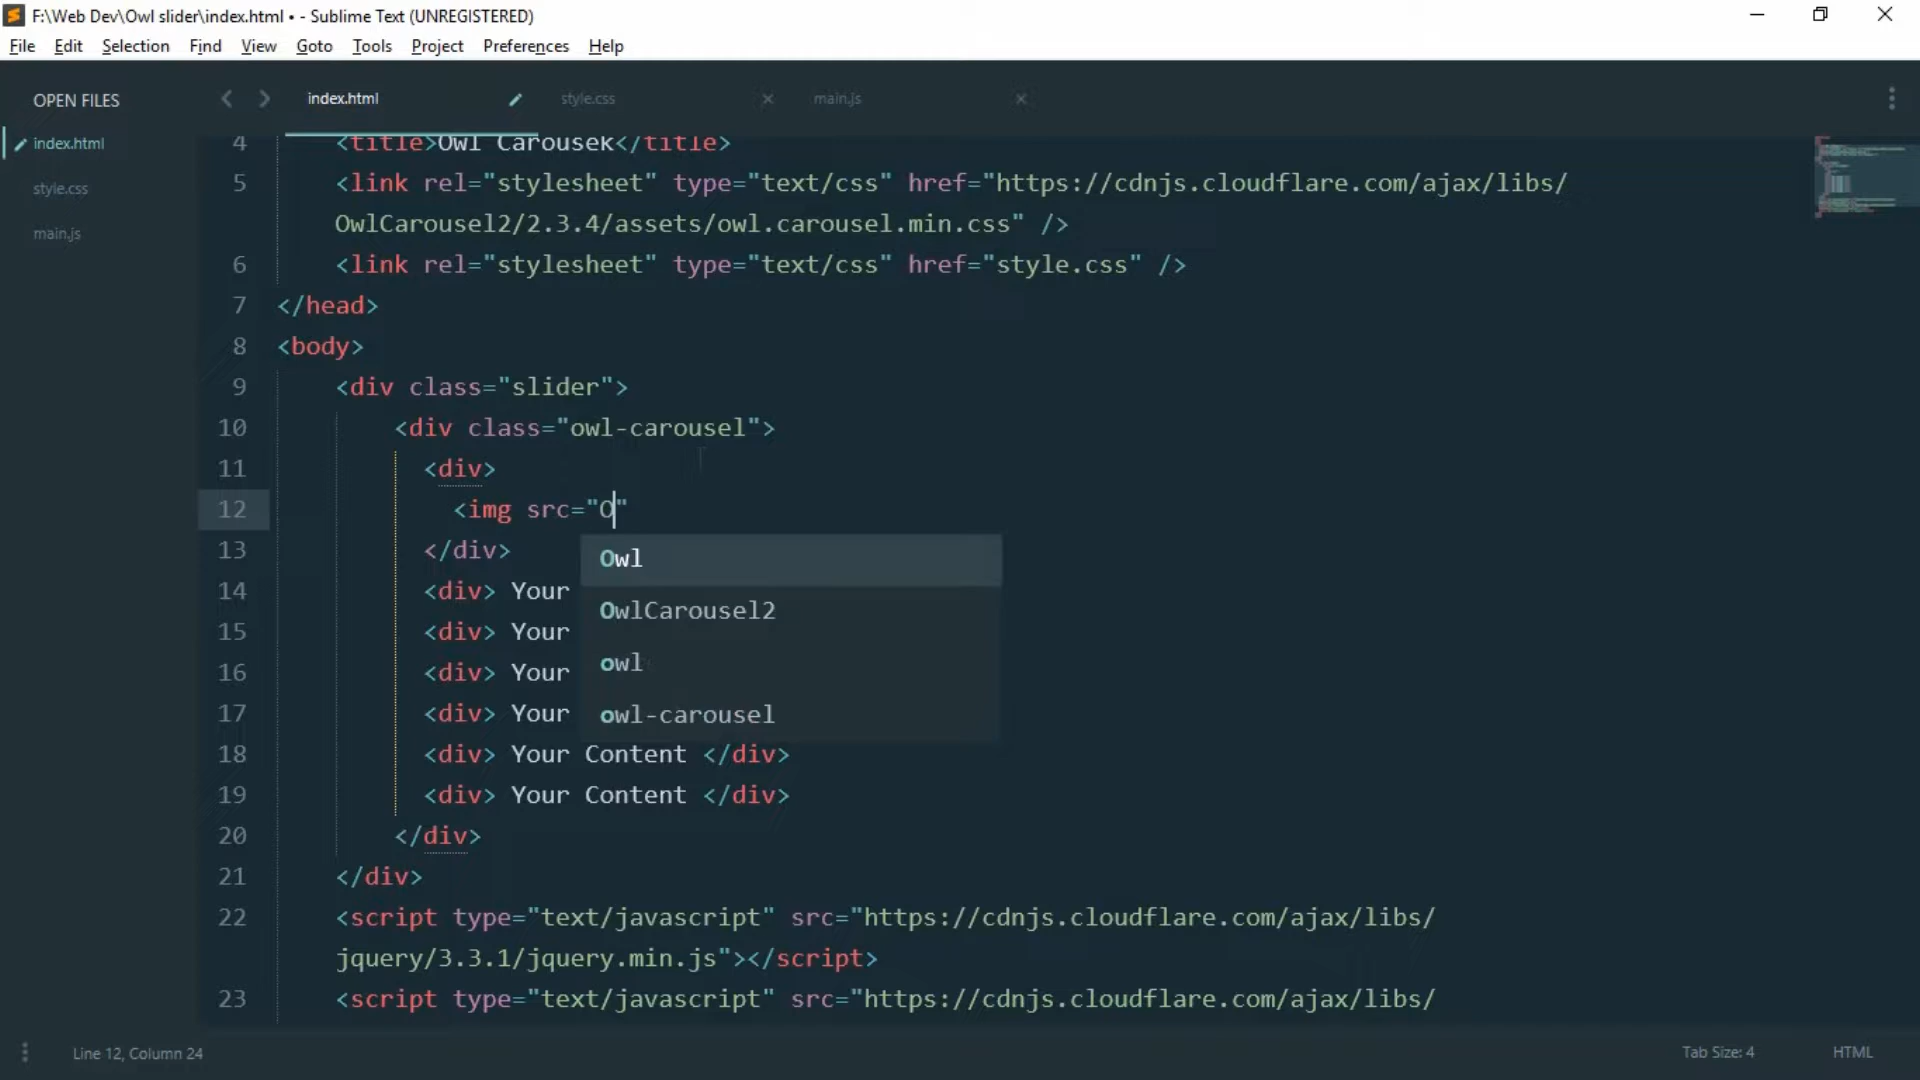 F:\Web Dev\Owl slider\index.html • - Sublime Text (UNREGISTERED)
File Edit Selection Find View Goto Tools Project Preferences Help
OPEN FILES
index.html
style.css
main.js
index.html style.css main.js
4 <title>Owl Carousek</title>
5 <link rel="stylesheet" type="text/css" href="https://cdnjs.cloudflare.com/ajax/libs/
OwlCarousel2/2.3.4/assets/owl.carousel.min.css" />
6 <link rel="stylesheet" type="text/css" href="style.css" />
7 </head>
8 <body>
9 <div class="slider">
10 <div class="owl-carousel">
11 <div>
12 <img src="O"
13 </div>
14 <div> Your
15 <div> Your
16 <div> Your
17 <div> Your
18 <div> Your Content </div>
19 <div> Your Content </div>
20 </div>
21 </div>
22 <script type="text/javascript" src="https://cdnjs.cloudflare.com/ajax/libs/
jquery/3.3.1/jquery.min.js"></script>
23 <script type="text/javascript" src="https://cdnjs.cloudflare.com/ajax/libs/
Owl
OwlCarousel2
owl
owl-carousel
Line 12, Column 24
Tab Size: 4
HTML